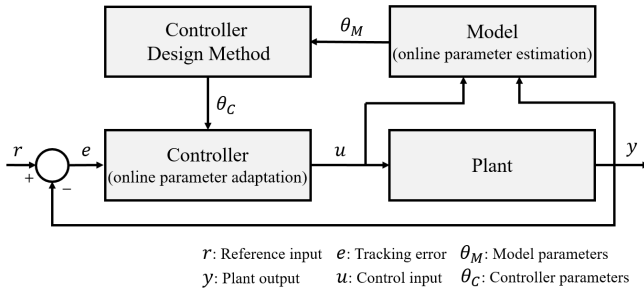 Controller
Design Method
θ_M
Model
(online parameter estimation)
θ_C
r
+
−
e
Controller
(online parameter adaptation)
u
Plant
y
r: Reference input e: Tracking error θ_M: Model parameters
y: Plant output u: Control input θ_C: Controller parameters